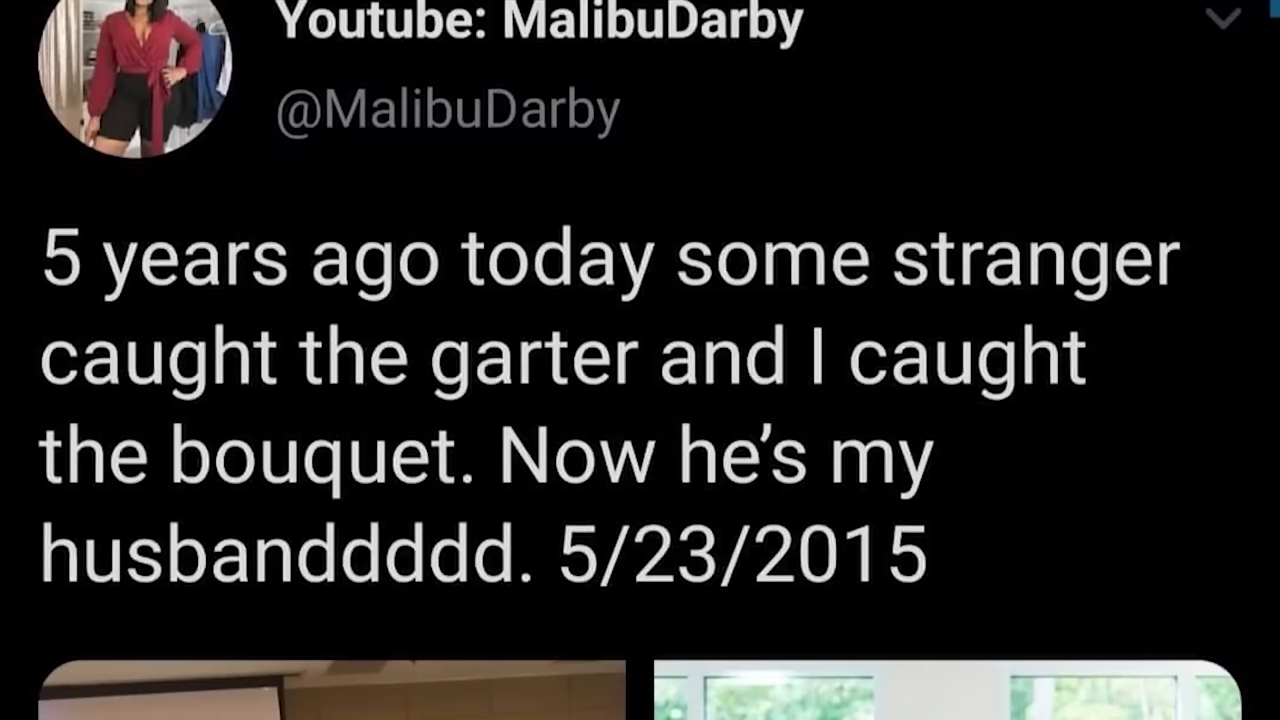 Youtube: MalibuDarby
@MalibuDarby
5 years ago today some stranger
caught the garter and I caught
the bouquet. Now he’s my
husbanddddd. 5/23/2015